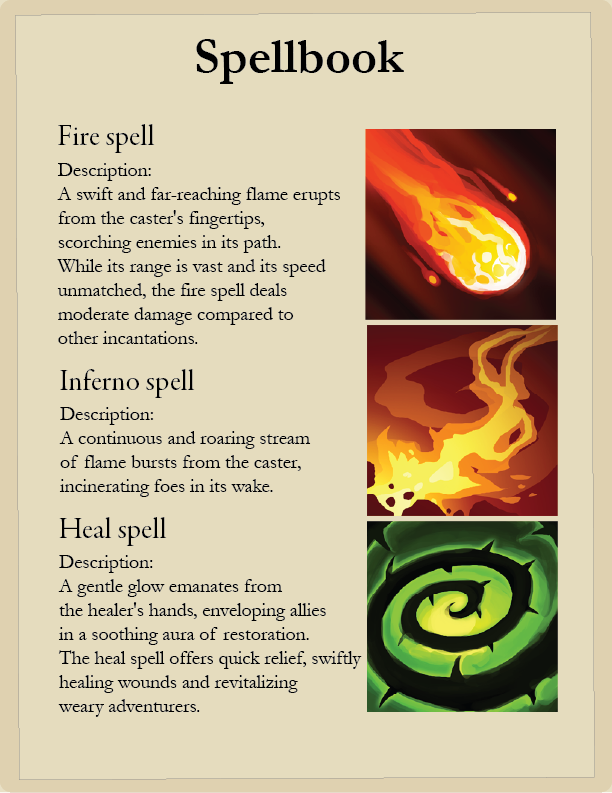 Spellbook
Fire spell
Description:
A swift and far-reaching flame erupts
from the caster's fingertips,
scorching enemies in its path.
While its range is vast and its speed
unmatched, the fire spell deals
moderate damage compared to
other incantations.
Inferno spell
Description:
A continuous and roaring stream
of flame bursts from the caster,
incinerating foes in its wake.
Heal spell
Description:
A gentle glow emanates from
the healer's hands, enveloping allies
in a soothing aura of restoration.
The heal spell offers quick relief, swiftly
healing wounds and revitalizing
weary adventurers.